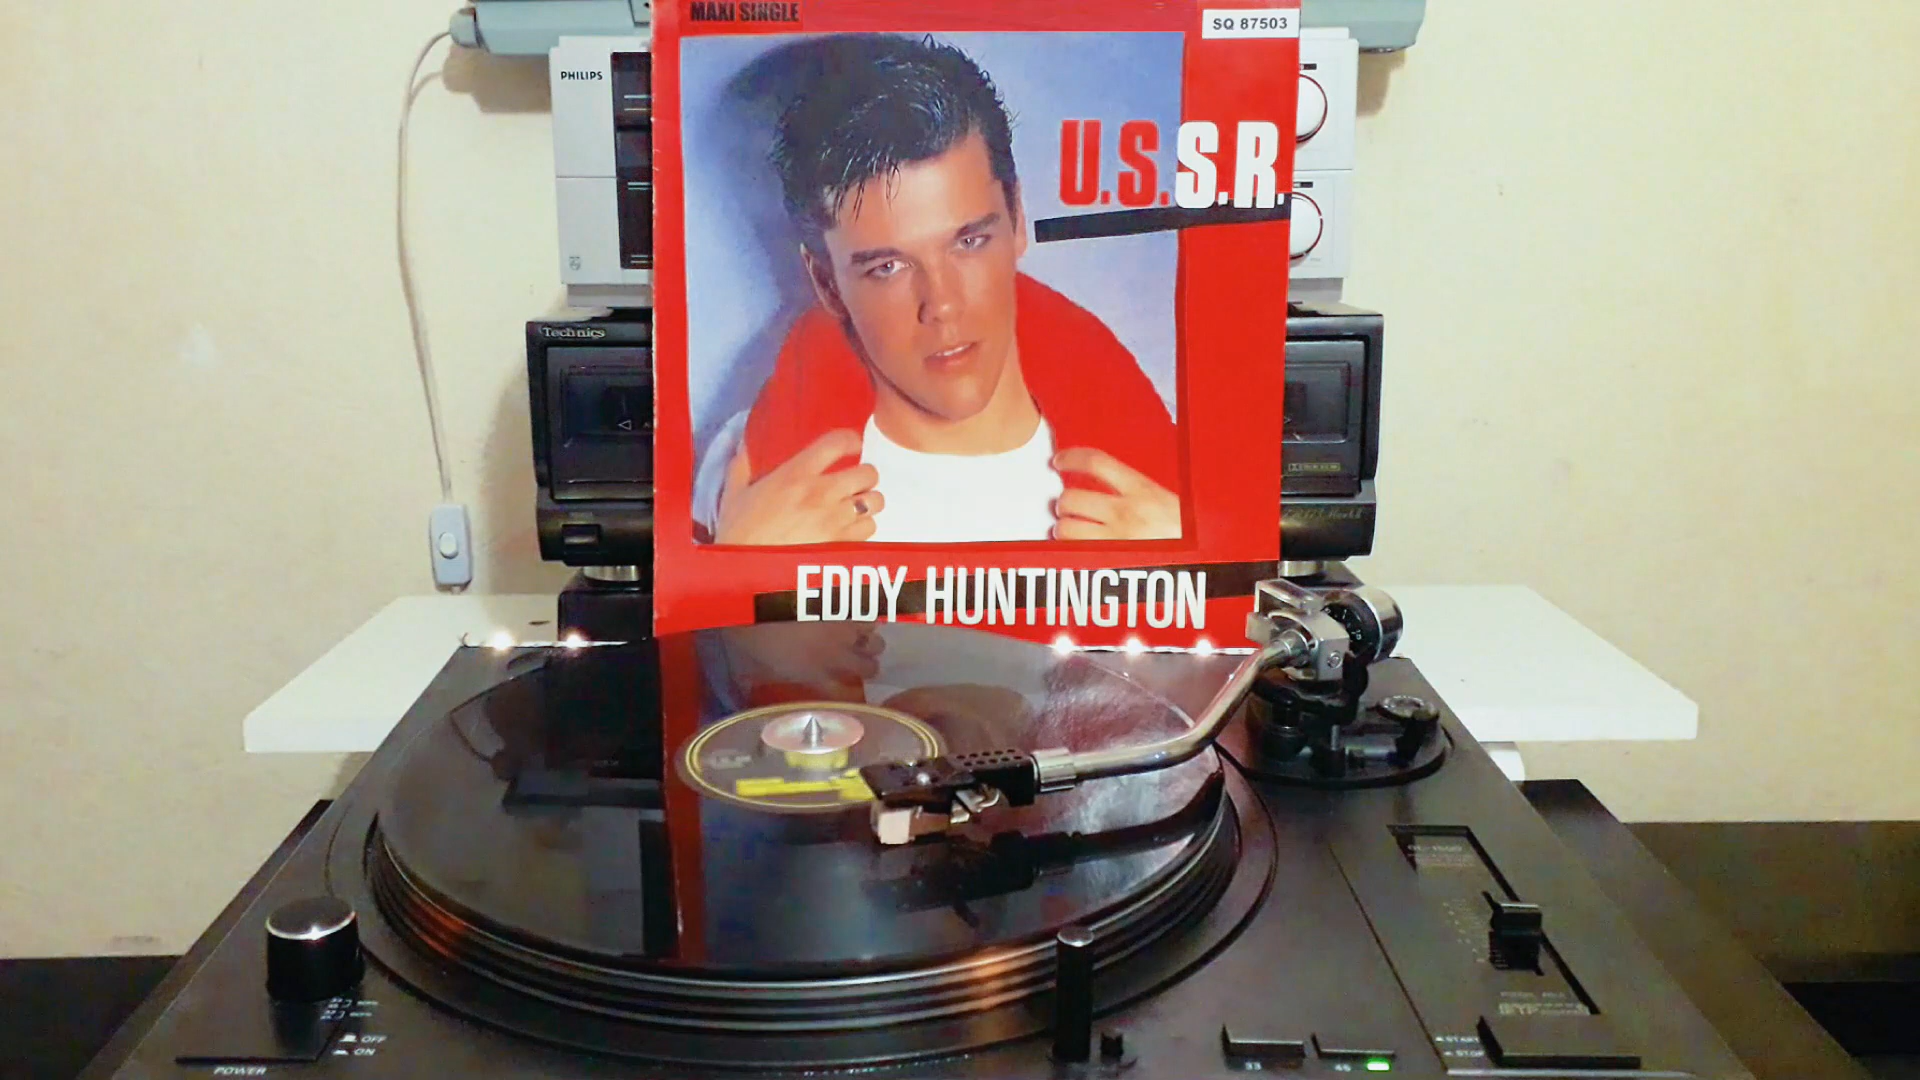 MAXI SINGLE
SQ 87503
PHILIPS
U.S.S.R.
Technics
EDDY HUNTINGTON
OFF
ON
POWER
33
45
START
STOP